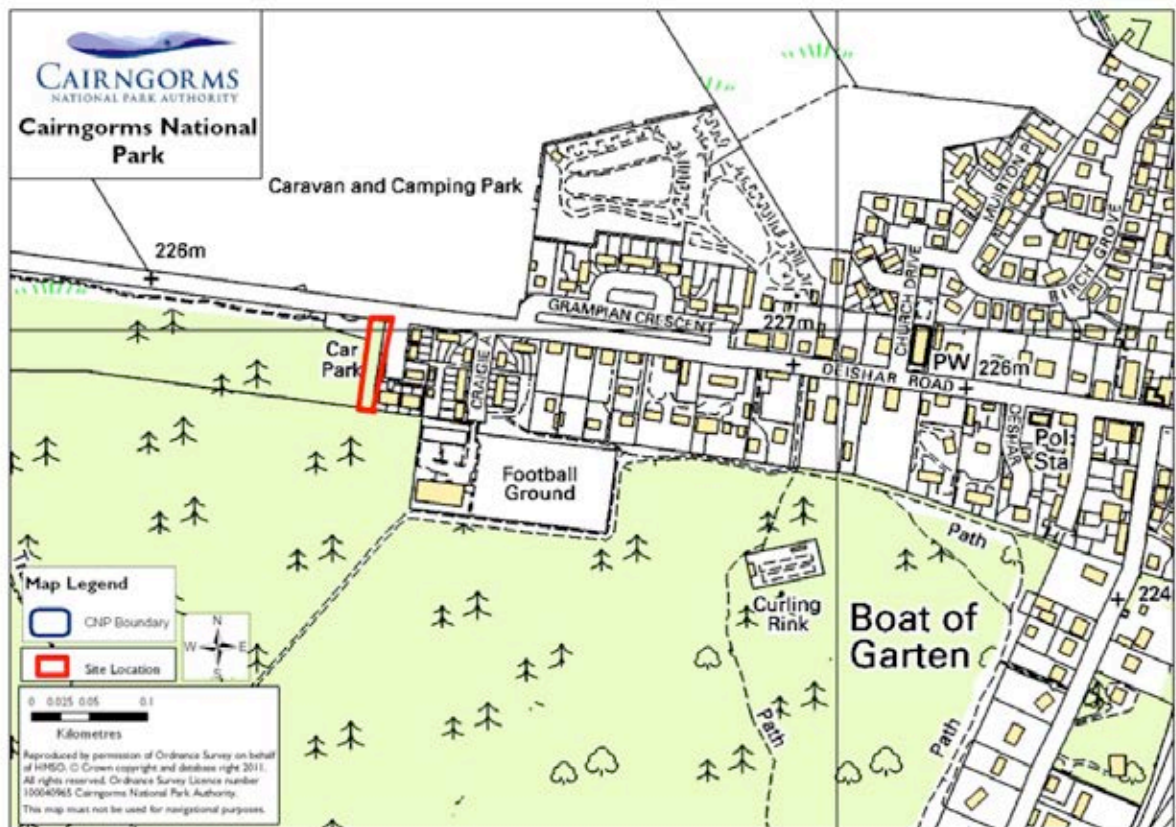 CAIRNGORMS
NATIONAL PARK AUTHORITY
Cairngorms National
Park
Caravan and Camping Park
226m
MUIRTON P
BIRCH GROVE
CHURCH DRIVE
GRAMPIAN CRESCENT
227m
Car
Park
CRAIGIE A
PW
226m
DEISHAR ROAD
DESHAR
Pol
Sta
Football
Ground
Path
Curling
Rink
Boat of
Garten
224
Path
Path
Map Legend
CNP Boundary
N
W
E
S
Site Location
0 0.025 0.05 0.1
Kilometres
Reproduced by permission of Ordnance Survey on behalf
of HMSO. © Crown copyright and database right 2011.
All rights reserved. Ordnance Survey Licence number
100040965 Cairngorms National Park Authority.
This map must not be used for navigational purposes.